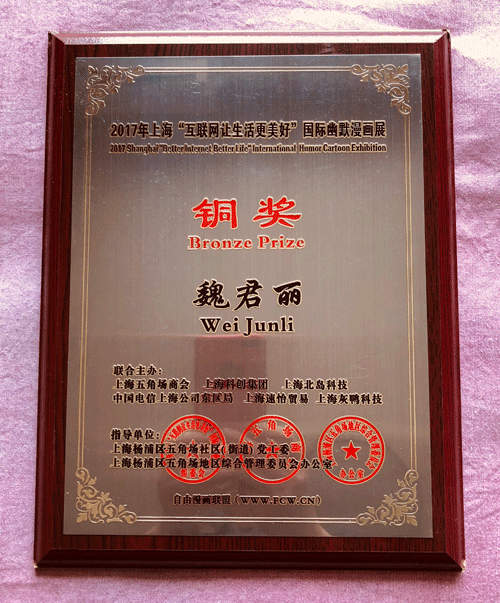 2017年上海“互联网让生活更美好”国际幽默漫画展
2017 Shanghai "Better Internet Better Life" International Humor Cartoon Exhibition
铜奖
Bronze Prize
魏君丽
Wei Junli
联合主办:
上海五角场商会 上海科创集团 上海北岛科技
中国电信上海公司东区局 上海速怡贸易 上海灰鸭科技
指导单位:
上海杨浦区五角场社区(街道)党工委
上海杨浦区五角场地区综合管理委员会办公室
自由漫画联盟(WWW.FCW.CN)